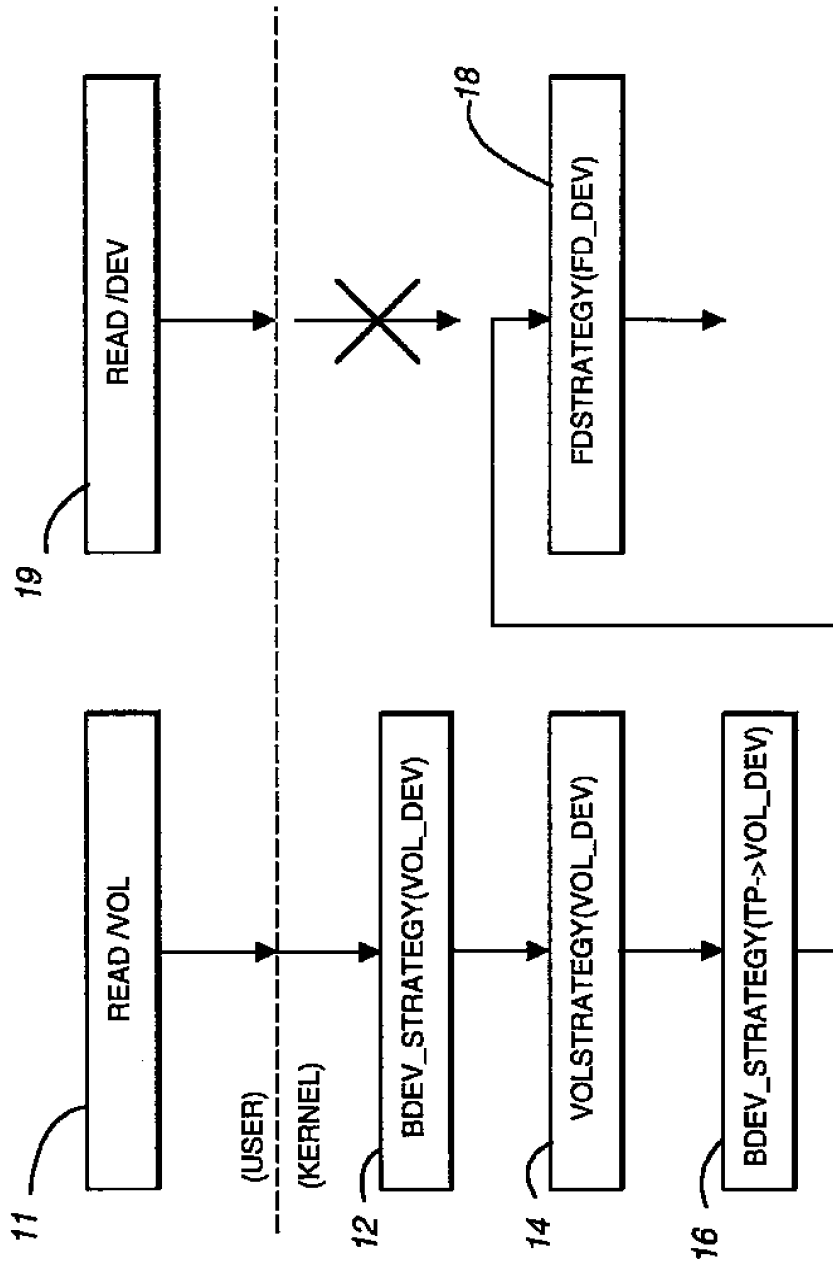 11
READ /VOL
19
READ /DEV
(USER)
(KERNEL)
12
BDEV_STRATEGY(VOL_DEV)
14
VOLSTRATEGY(VOL_DEV)
18
FDSTRATEGY(FD_DEV)
16
BDEV_STRATEGY(TP->VOL_DEV)